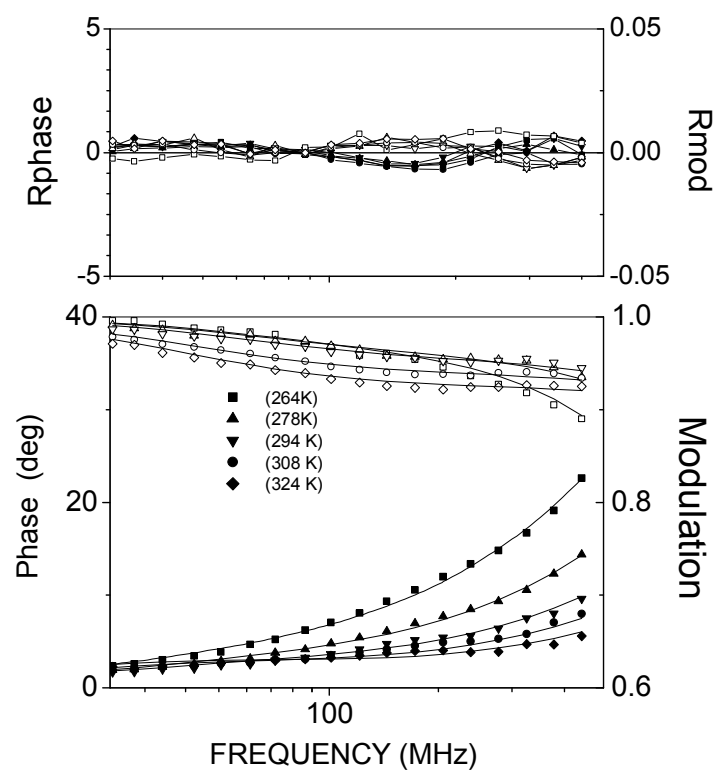 5
0.05
Rphase
0
0.00
Rmod
-5
-0.05
40
1.0
(264K)
(278K)
(294 K)
(308 K)
(324 K)
Phase (deg)
20
0.8
Modulation
0
0.6
100
FREQUENCY (MHz)